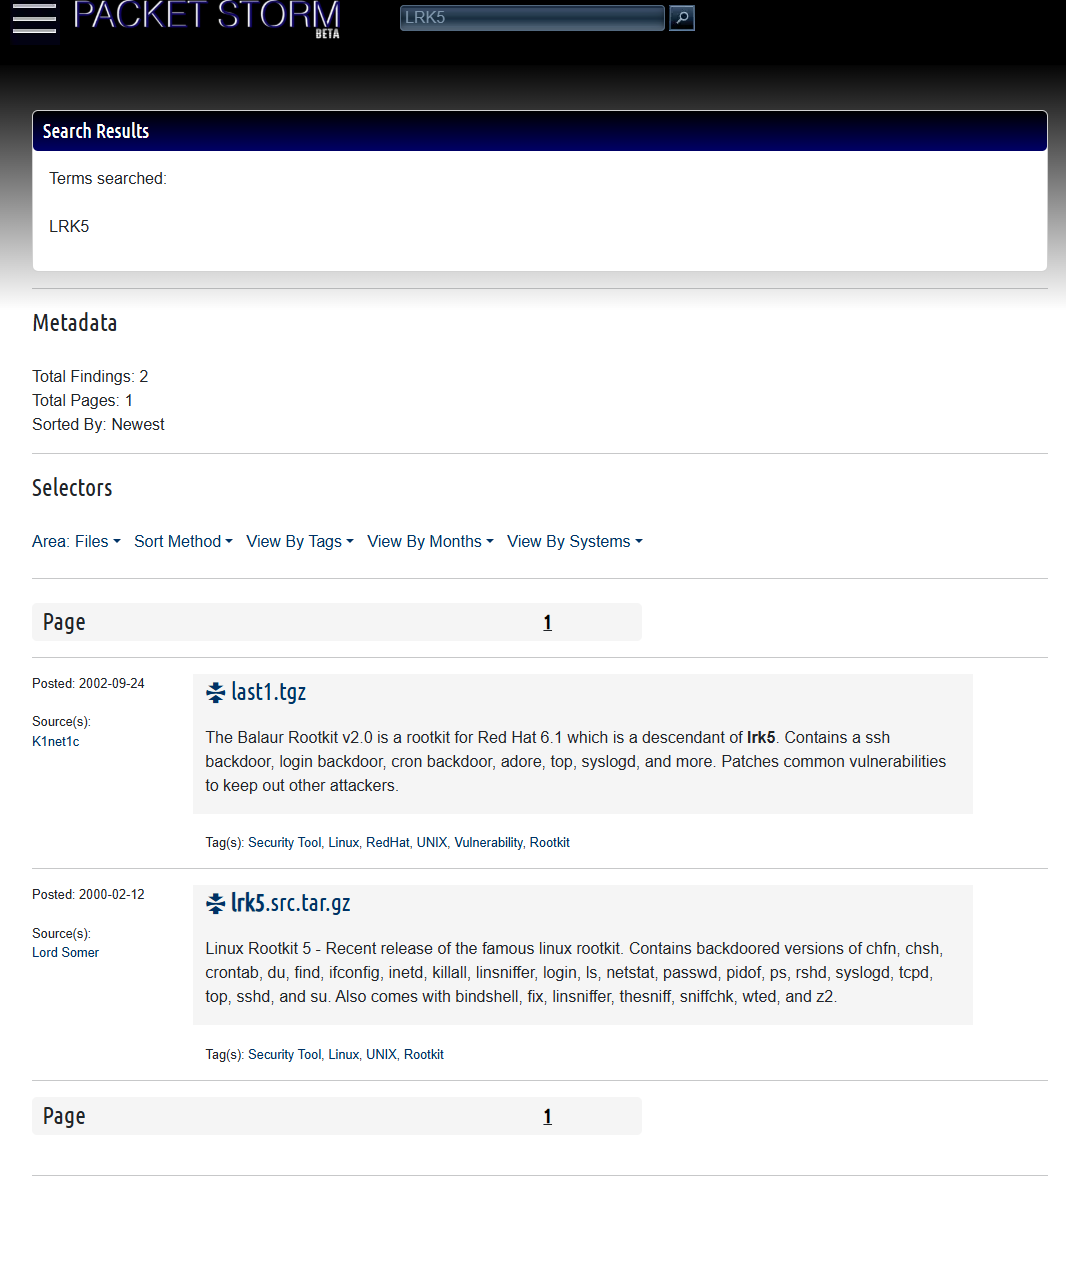 PACKET STORM
BETA
LRK5
Search Results
Terms searched:
LRK5
Metadata
Total Findings: 2
Total Pages: 1
Sorted By: Newest
Selectors
Area: Files Sort Method View By Tags View By Months View By Systems
Page 1
Posted: 2002-09-24
Source(s):
K1net1c
last1.tgz
The Balaur Rootkit v2.0 is a rootkit for Red Hat 6.1 which is a descendant of lrk5. Contains a ssh
backdoor, login backdoor, cron backdoor, adore, top, syslogd, and more. Patches common vulnerabilities
to keep out other attackers.
Tag(s): Security Tool, Linux, RedHat, UNIX, Vulnerability, Rootkit
Posted: 2000-02-12
Source(s):
Lord Somer
lrk5.src.tar.gz
Linux Rootkit 5 - Recent release of the famous linux rootkit. Contains backdoored versions of chfn, chsh,
crontab, du, find, ifconfig, inetd, killall, linsniffer, login, ls, netstat, passwd, pidof, ps, rshd, syslogd, tcpd,
top, sshd, and su. Also comes with bindshell, fix, linsniffer, thesniff, sniffchk, wted, and z2.
Tag(s): Security Tool, Linux, UNIX, Rootkit
Page 1